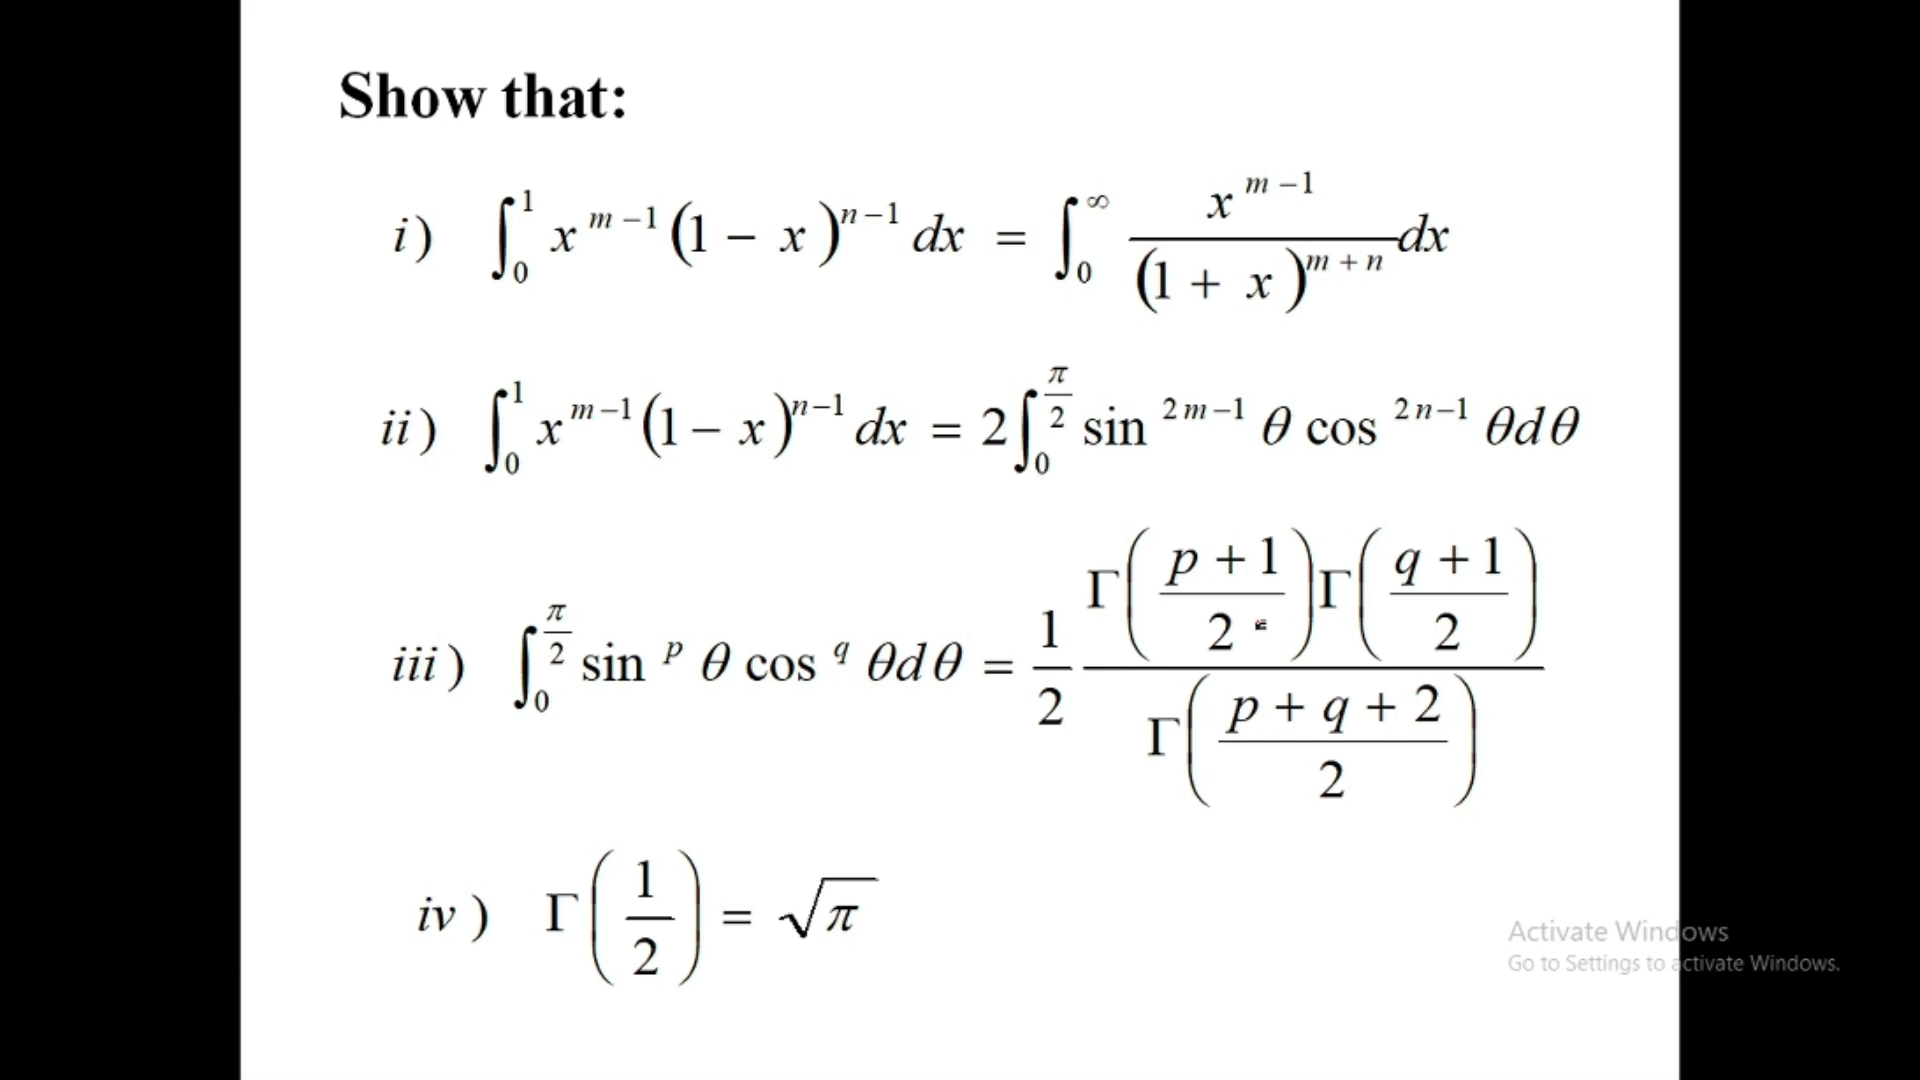 Show that:
i) ∫₀¹ x^{m−1} (1 − x)^{n−1} dx = ∫₀^∞ x^{m−1} / (1 + x)^{m+n} dx
ii) ∫₀¹ x^{m−1} (1 − x)^{n−1} dx = 2 ∫₀^{π/2} sin^{2m−1} θ cos^{2n−1} θdθ
iii) ∫₀^{π/2} sin^p θ cos^q θdθ = 1/2 Γ((p+1)/2) Γ((q+1)/2) / Γ((p+q+2)/2)
iv) Γ(1/2) = √π
Activate Windows
Go to Settings to activate Windows.